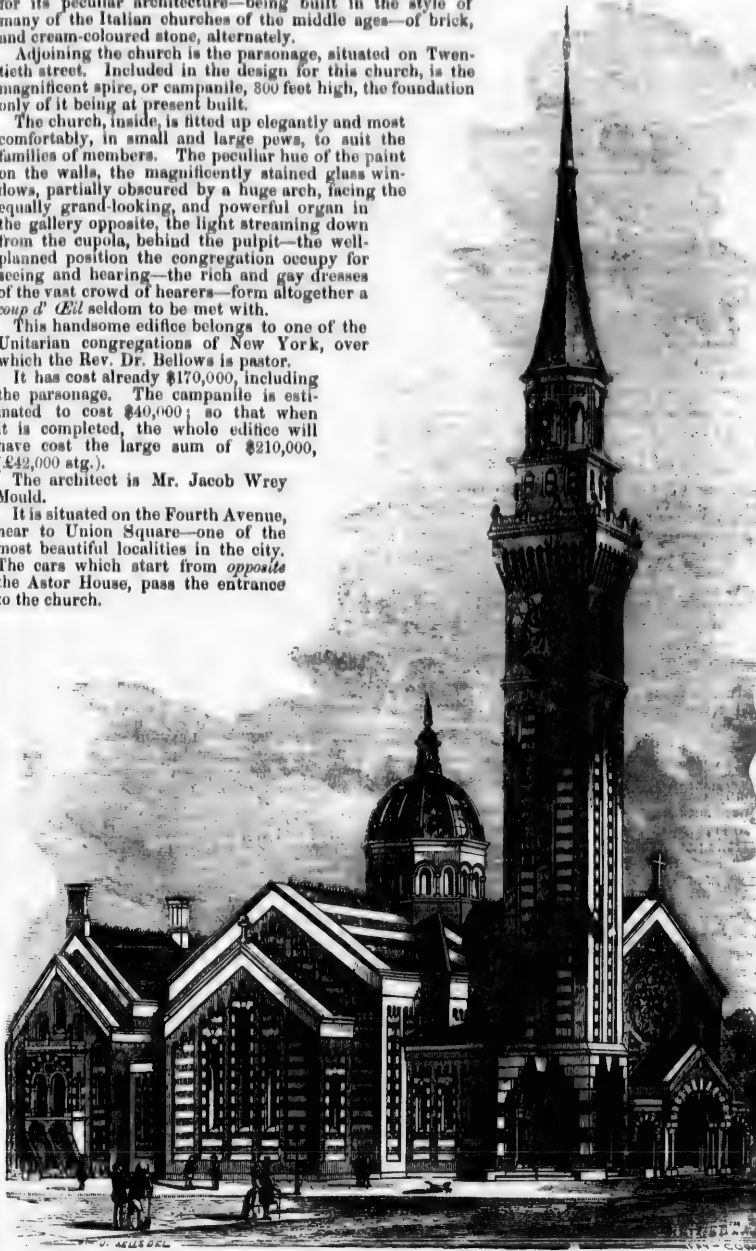 for its peculiar architecture—being built in the style of
many of the Italian churches of the middle ages—of brick,
and cream-coloured stone, alternately.
Adjoining the church is the parsonage, situated on Twen-
tieth street. Included in the design for this church, is the
magnificent spire, or campanile, 300 feet high, the foundation
only of it being at present built.
The church, inside, is fitted up elegantly and most
comfortably, in small and large pews, to suit the
families of members. The peculiar hue of the paint
on the walls, the magnificently stained glass win-
dows, partially obscured by a huge arch, facing the
equally grand-looking, and powerful organ in
the gallery opposite, the light streaming down
from the cupola, behind the pulpit—the well-
planned position the congregation occupy for
seeing and hearing—the rich and gay dresses
of the vast crowd of hearers—form altogether a
coup d' Œil seldom to be met with.
This handsome edifice belongs to one of the
Unitarian congregations of New York, over
which the Rev. Dr. Bellows is pastor.
It has cost already $170,000, including
the parsonage. The campanile is esti-
mated to cost $40,000; so that when
it is completed, the whole edifice will
have cost the large sum of $210,000,
(£42,000 stg.).
The architect is Mr. Jacob Wrey
Mould.
It is situated on the Fourth Avenue,
near to Union Square—one of the
most beautiful localities in the city.
The cars which start from opposite
the Astor House, pass the entrance
to the church.